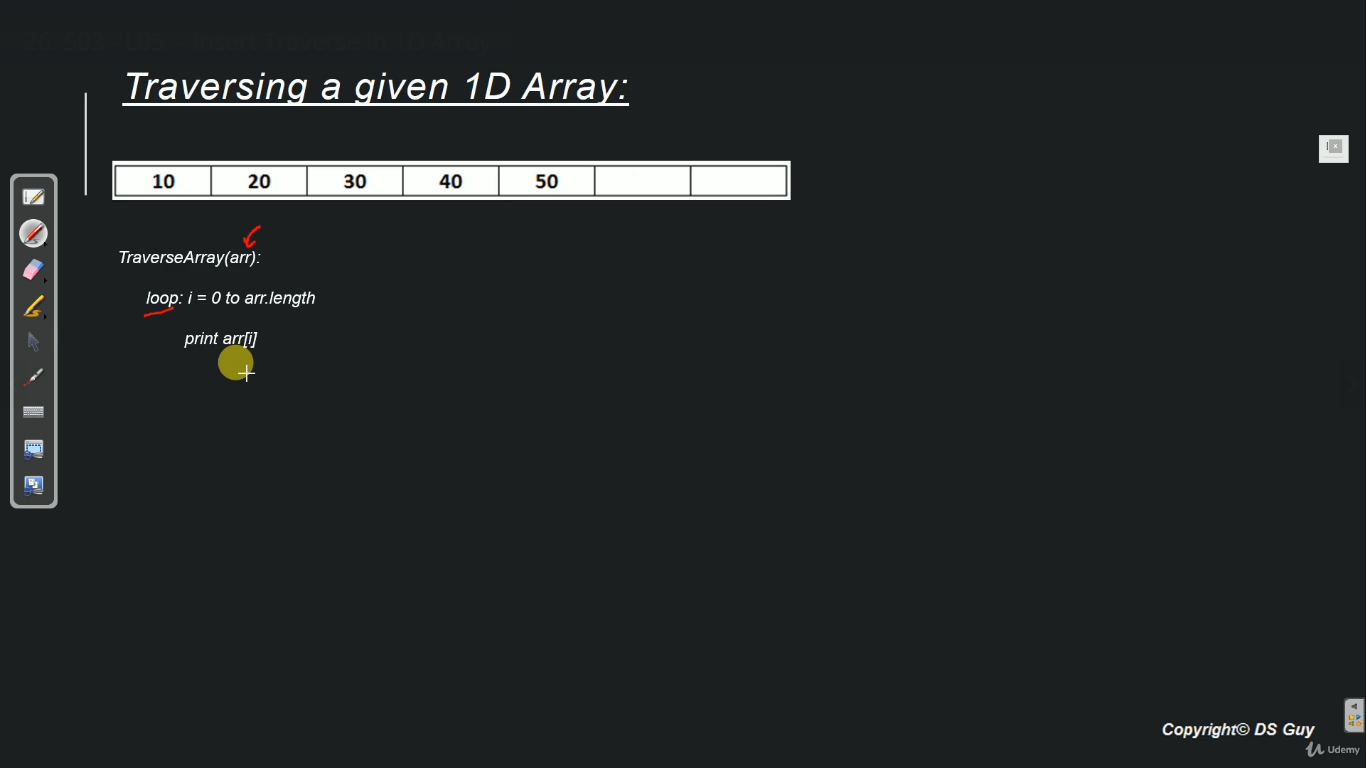 Traversing a given 1D Array:
10 20 30 40 50
TraverseArray(arr):
loop: i = 0 to arr.length
print arr[i]
Copyright© DS Guy
Udemy